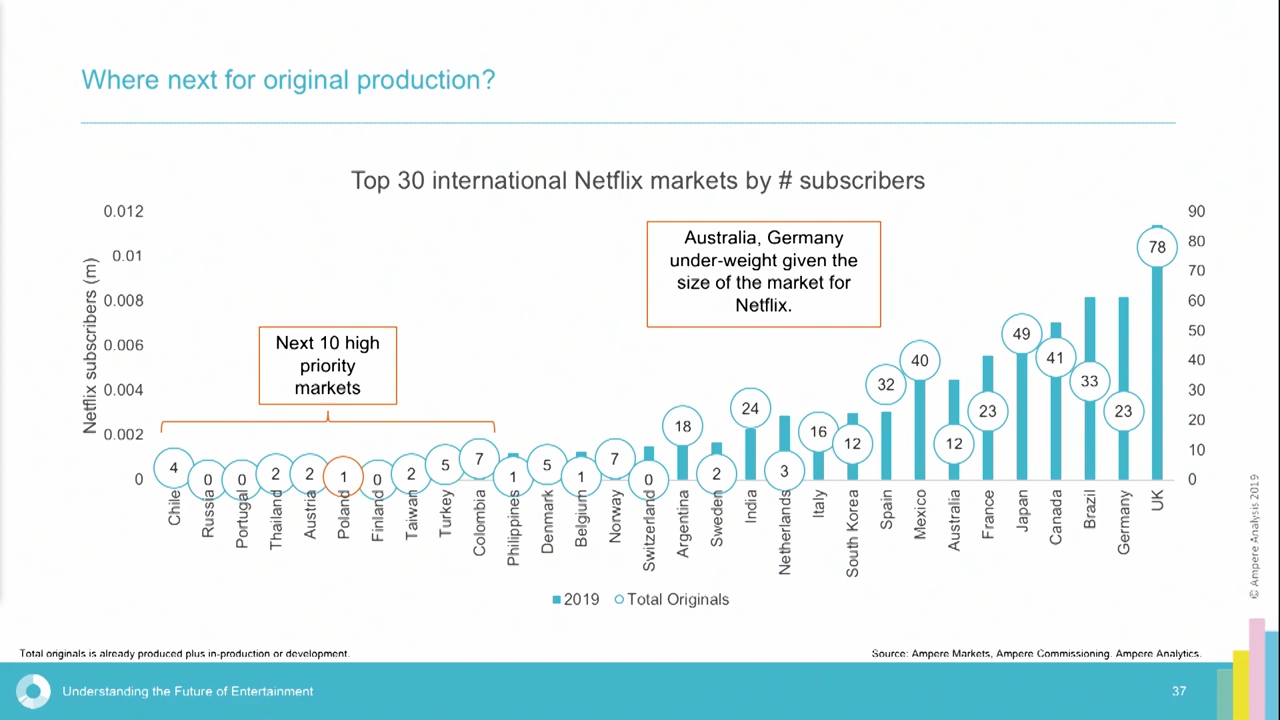 Where next for original production?
Top 30 international Netflix markets by # subscribers
0.012
0.01
0.008
0.006
0.004
0.002
0
Netflix subscribers (m)
90
80
70
60
50
40
30
20
10
0
Next 10 high
priority
markets
Australia, Germany
under-weight given the
size of the market for
Netflix.
4
0
0
2
2
1
0
2
5
7
1
5
1
7
0
18
2
24
3
16
12
32
40
12
23
49
41
33
23
78
Chile
Russia
Portugal
Thailand
Austria
Poland
Finland
Taiwan
Turkey
Colombia
Philippines
Denmark
Belgium
Norway
Switzerland
Argentina
Sweden
India
Netherlands
Italy
South Korea
Spain
Mexico
Australia
France
Japan
Canada
Brazil
Germany
UK
2019 Total Originals
© Ampere Analysis 2019
Total originals is already produced plus in-production or development.
Source: Ampere Markets, Ampere Commissioning. Ampere Analytics.
Understanding the Future of Entertainment
37